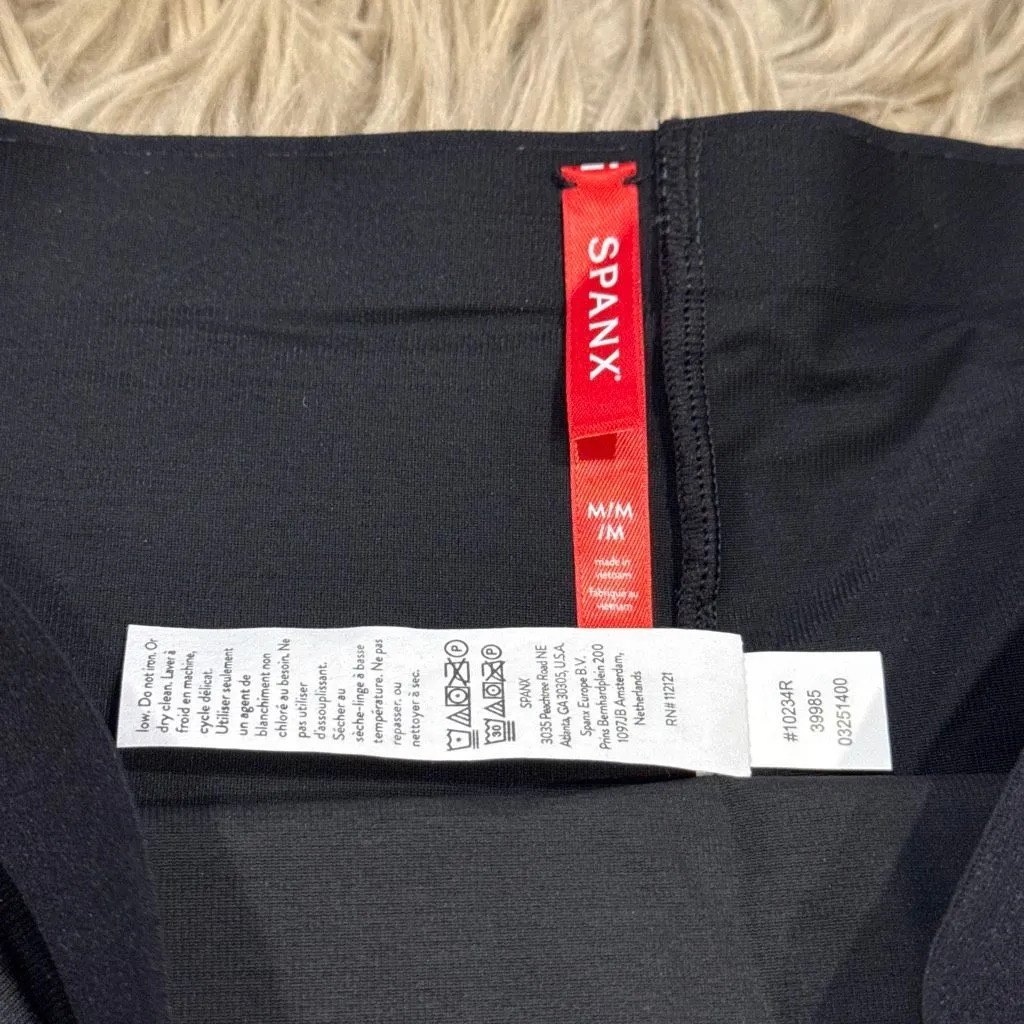 SPANX
M/M
/M
made in
vietnam
fabriqué au
vietnam
low. Do not iron. Or
dry clean. Laver à
froid en machine,
cycle délicat.
Utiliser seulement
un agent de
blanchiment non
chloré au besoin. Ne
pas utiliser
d'assouplissant.
Sécher au
sèche-linge à basse
température. Ne pas
repasser. ou
nettoyer à sec.
P
30 P
SPANX
3035 Peachtree Road NE
Atlanta, GA 30305, U.S.A.
Spanx Europe B.V.
Prins Bernhardplein 200
1097JB Amsterdam,
Netherlands
RN# 112121
#10234R
39985
03251400